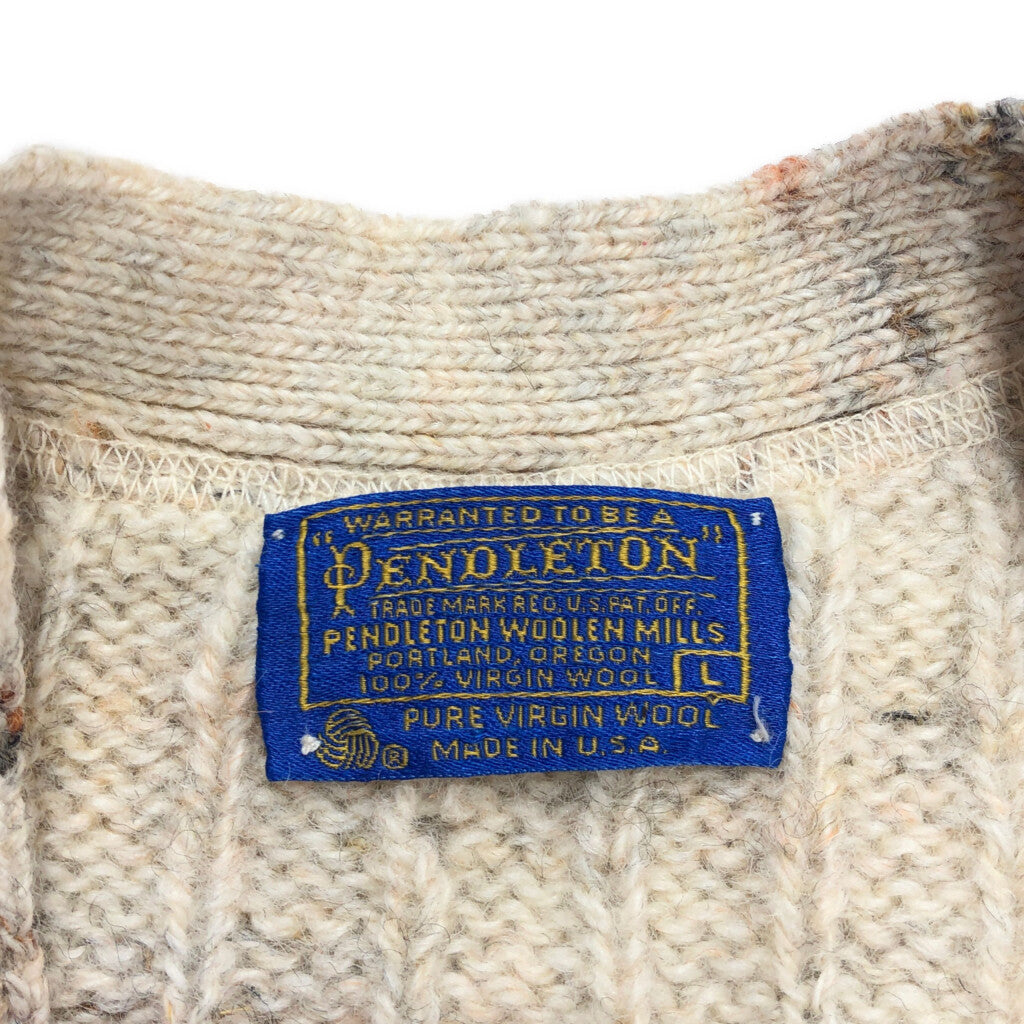 WARRANTED TO BE A
"PENDLETON"
TRADE MARK REG. U.S. PAT. OFF.
PENDLETON WOOLEN MILLS
PORTLAND, OREGON
100% VIRGIN WOOL L
PURE VIRGIN WOOL
® MADE IN U.S.A.